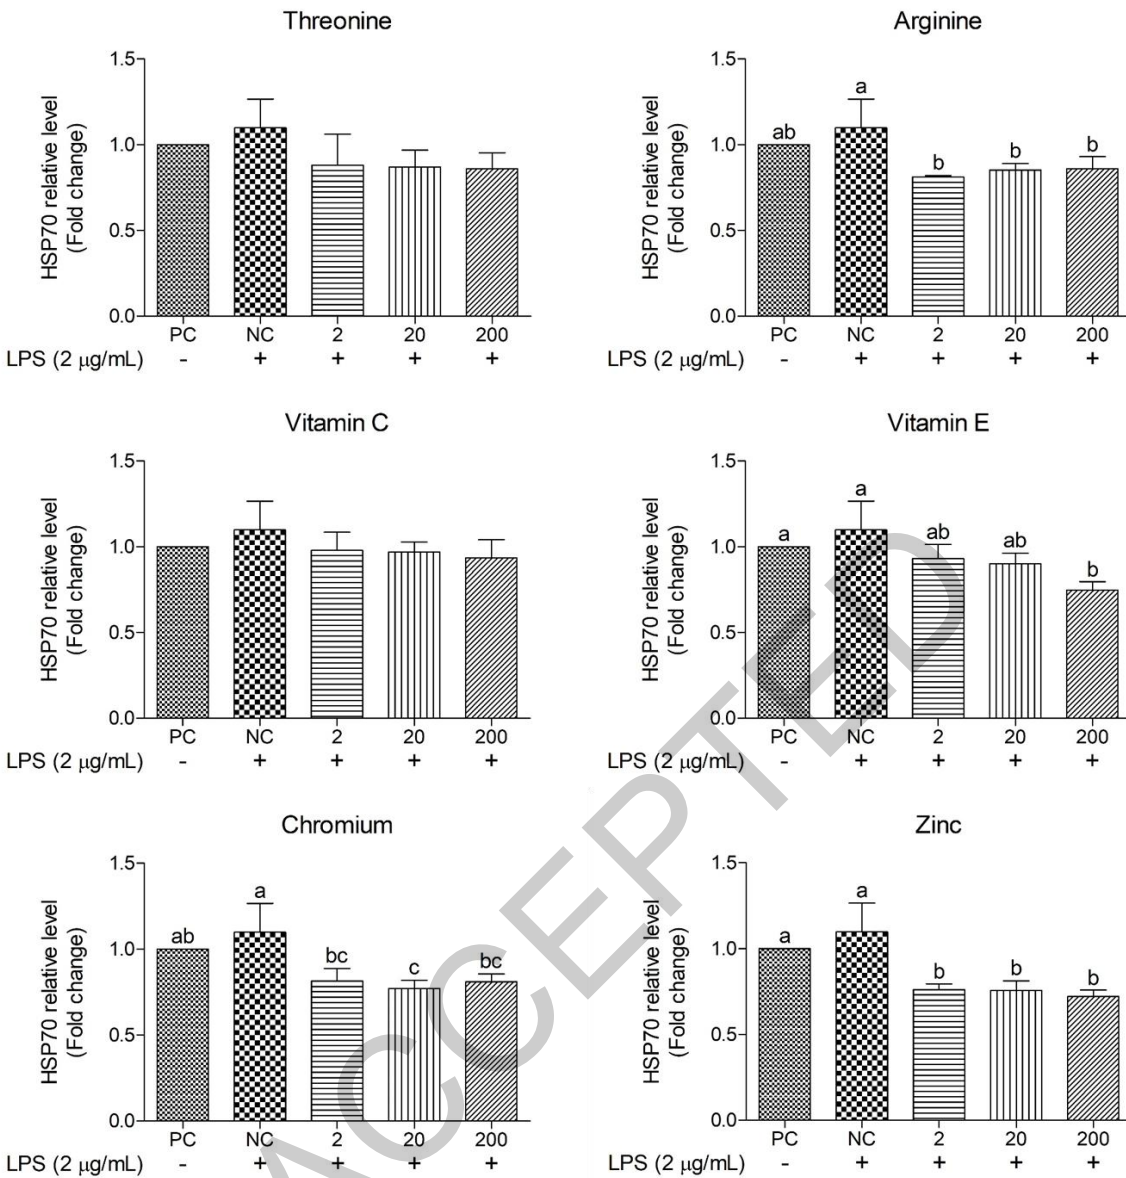 Threonine
HSP70 relative level
(Fold change)
1.5
1.0
0.5
0.0
PC NC 2 20 200
LPS (2 μg/mL) - + + + +
Arginine
HSP70 relative level
(Fold change)
1.5
1.0
0.5
0.0
ab a b b b
PC NC 2 20 200
LPS (2 μg/mL) - + + + +
Vitamin C
HSP70 relative level
(Fold change)
1.5
1.0
0.5
0.0
PC NC 2 20 200
LPS (2 μg/mL) - + + + +
Vitamin E
HSP70 relative level
(Fold change)
1.5
1.0
0.5
0.0
a a ab ab b
PC NC 2 20 200
LPS (2 μg/mL) - + + + +
Chromium
HSP70 relative level
(Fold change)
1.5
1.0
0.5
0.0
ab a bc c bc
PC NC 2 20 200
LPS (2 μg/mL) - + + + +
Zinc
HSP70 relative level
(Fold change)
1.5
1.0
0.5
0.0
a a b b b
PC NC 2 20 200
LPS (2 μg/mL) - + + + +
ACCEPTED